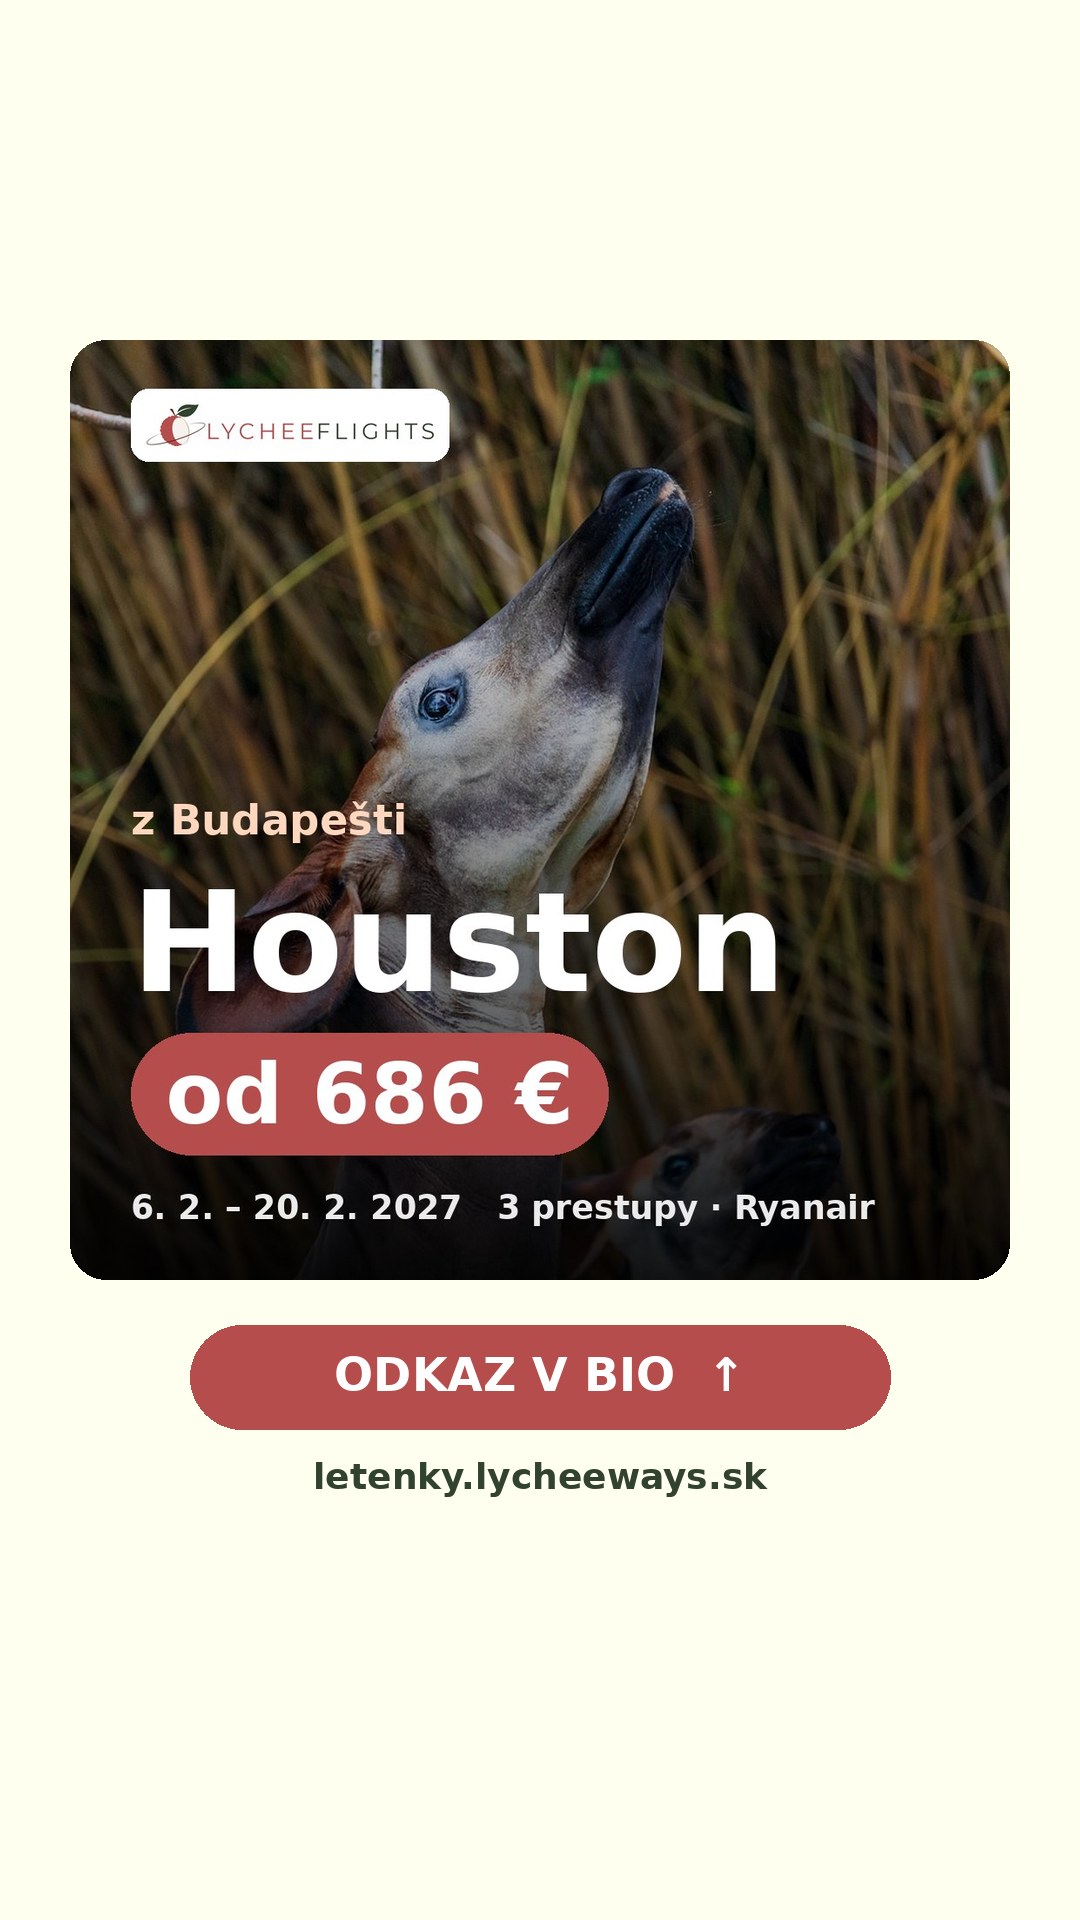 LYCHEEFLIGHTS
z Budapešti
Houston
od 686 €
6. 2. – 20. 2. 2027 3 prestupy · Ryanair
ODKAZ V BIO ↑
letenky.lycheeways.sk